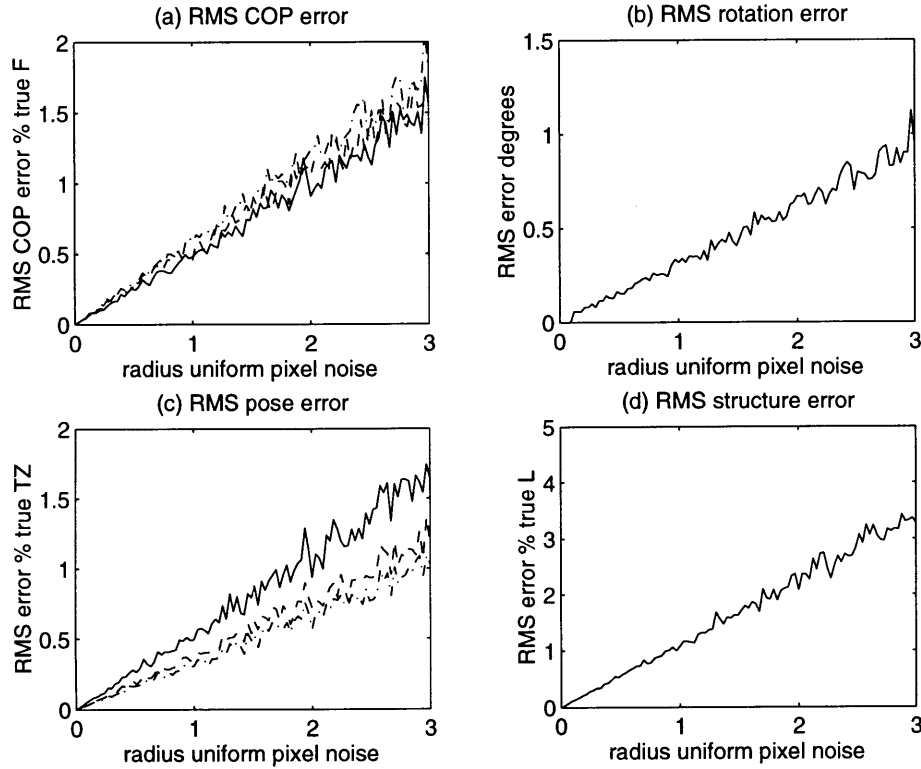 (a) RMS COP error
RMS COP error % true F
2
1.5
1
0.5
0
0 1 2 3
radius uniform pixel noise
(b) RMS rotation error
RMS error degrees
1.5
1
0.5
0
0 1 2 3
radius uniform pixel noise
(c) RMS pose error
RMS error % true TZ
2
1.5
1
0.5
0
0 1 2 3
radius uniform pixel noise
(d) RMS structure error
RMS error % true L
5
4
3
2
1
0
0 1 2 3
radius uniform pixel noise